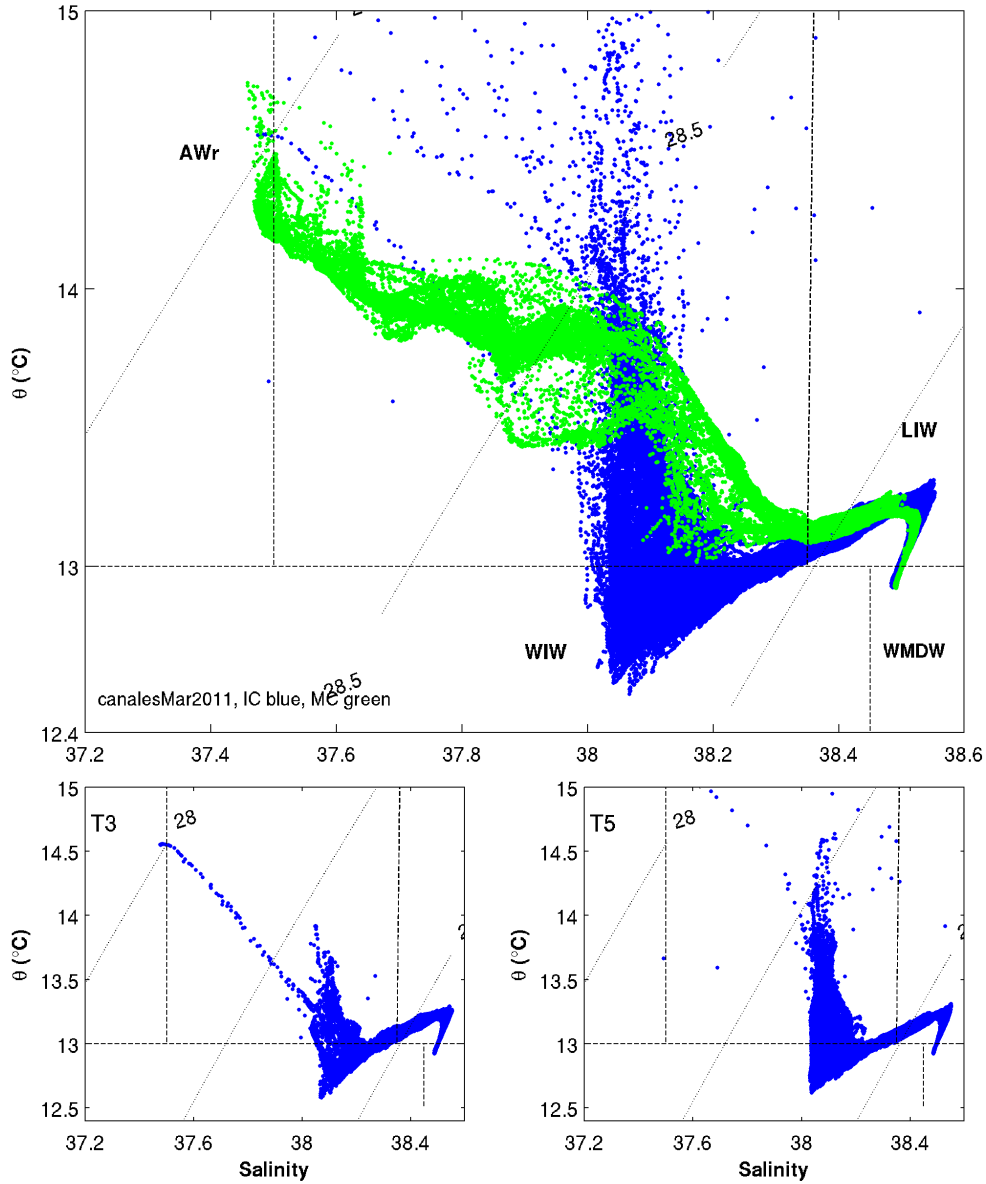 15
14
13
12.4
θ (°C)
AWr
28.5
LIW
WIW
WMDW
28.5
canalesMar2011, IC blue, MC green
37.2 37.4 37.6 37.8 38 38.2 38.4 38.6
15
14.5
14
13.5
13
12.5
θ (°C)
T3
28
37.2 37.6 38 38.4
Salinity
15
14.5
14
13.5
13
12.5
θ (°C)
T5
28
37.2 37.6 38 38.4
Salinity